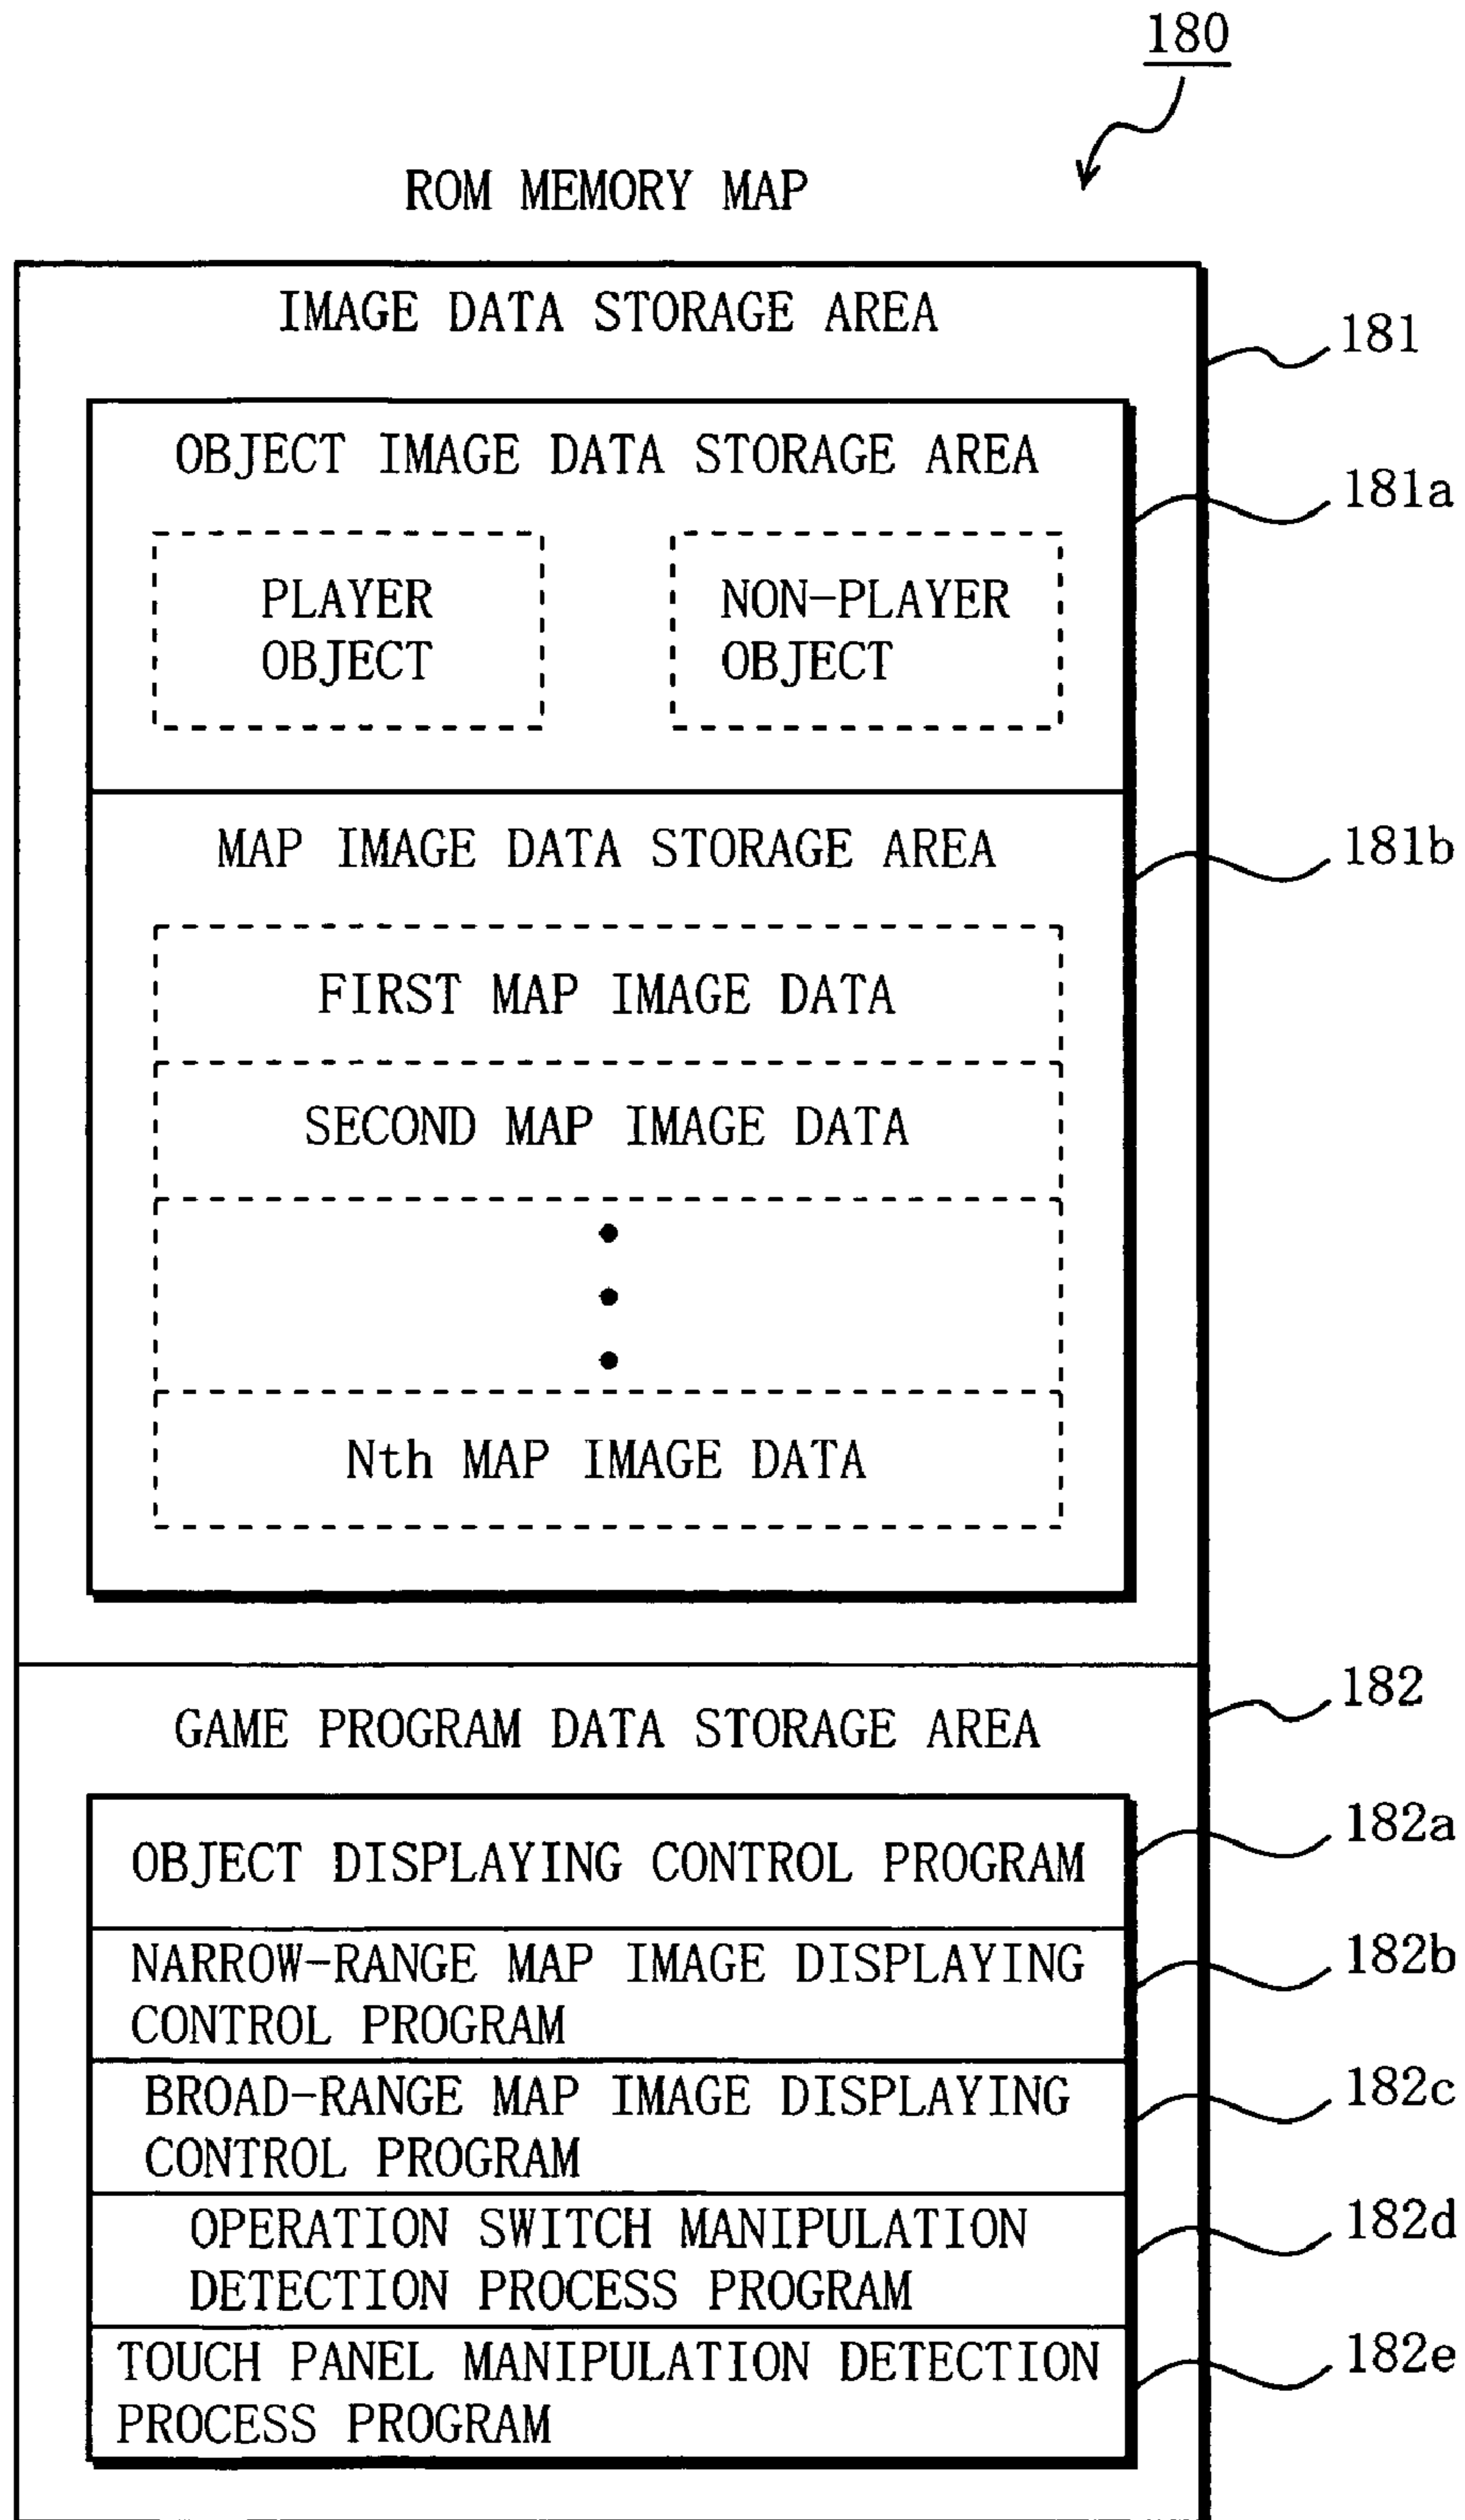 180
ROM MEMORY MAP
IMAGE DATA STORAGE AREA
181
OBJECT IMAGE DATA STORAGE AREA
181a
PLAYER
OBJECT
NON-PLAYER
OBJECT
MAP IMAGE DATA STORAGE AREA
181b
FIRST MAP IMAGE DATA
SECOND MAP IMAGE DATA
Nth MAP IMAGE DATA
182
GAME PROGRAM DATA STORAGE AREA
182a
OBJECT DISPLAYING CONTROL PROGRAM
182b
NARROW-RANGE MAP IMAGE DISPLAYING
CONTROL PROGRAM
182c
BROAD-RANGE MAP IMAGE DISPLAYING
CONTROL PROGRAM
182d
OPERATION SWITCH MANIPULATION
DETECTION PROCESS PROGRAM
182e
TOUCH PANEL MANIPULATION DETECTION
PROCESS PROGRAM